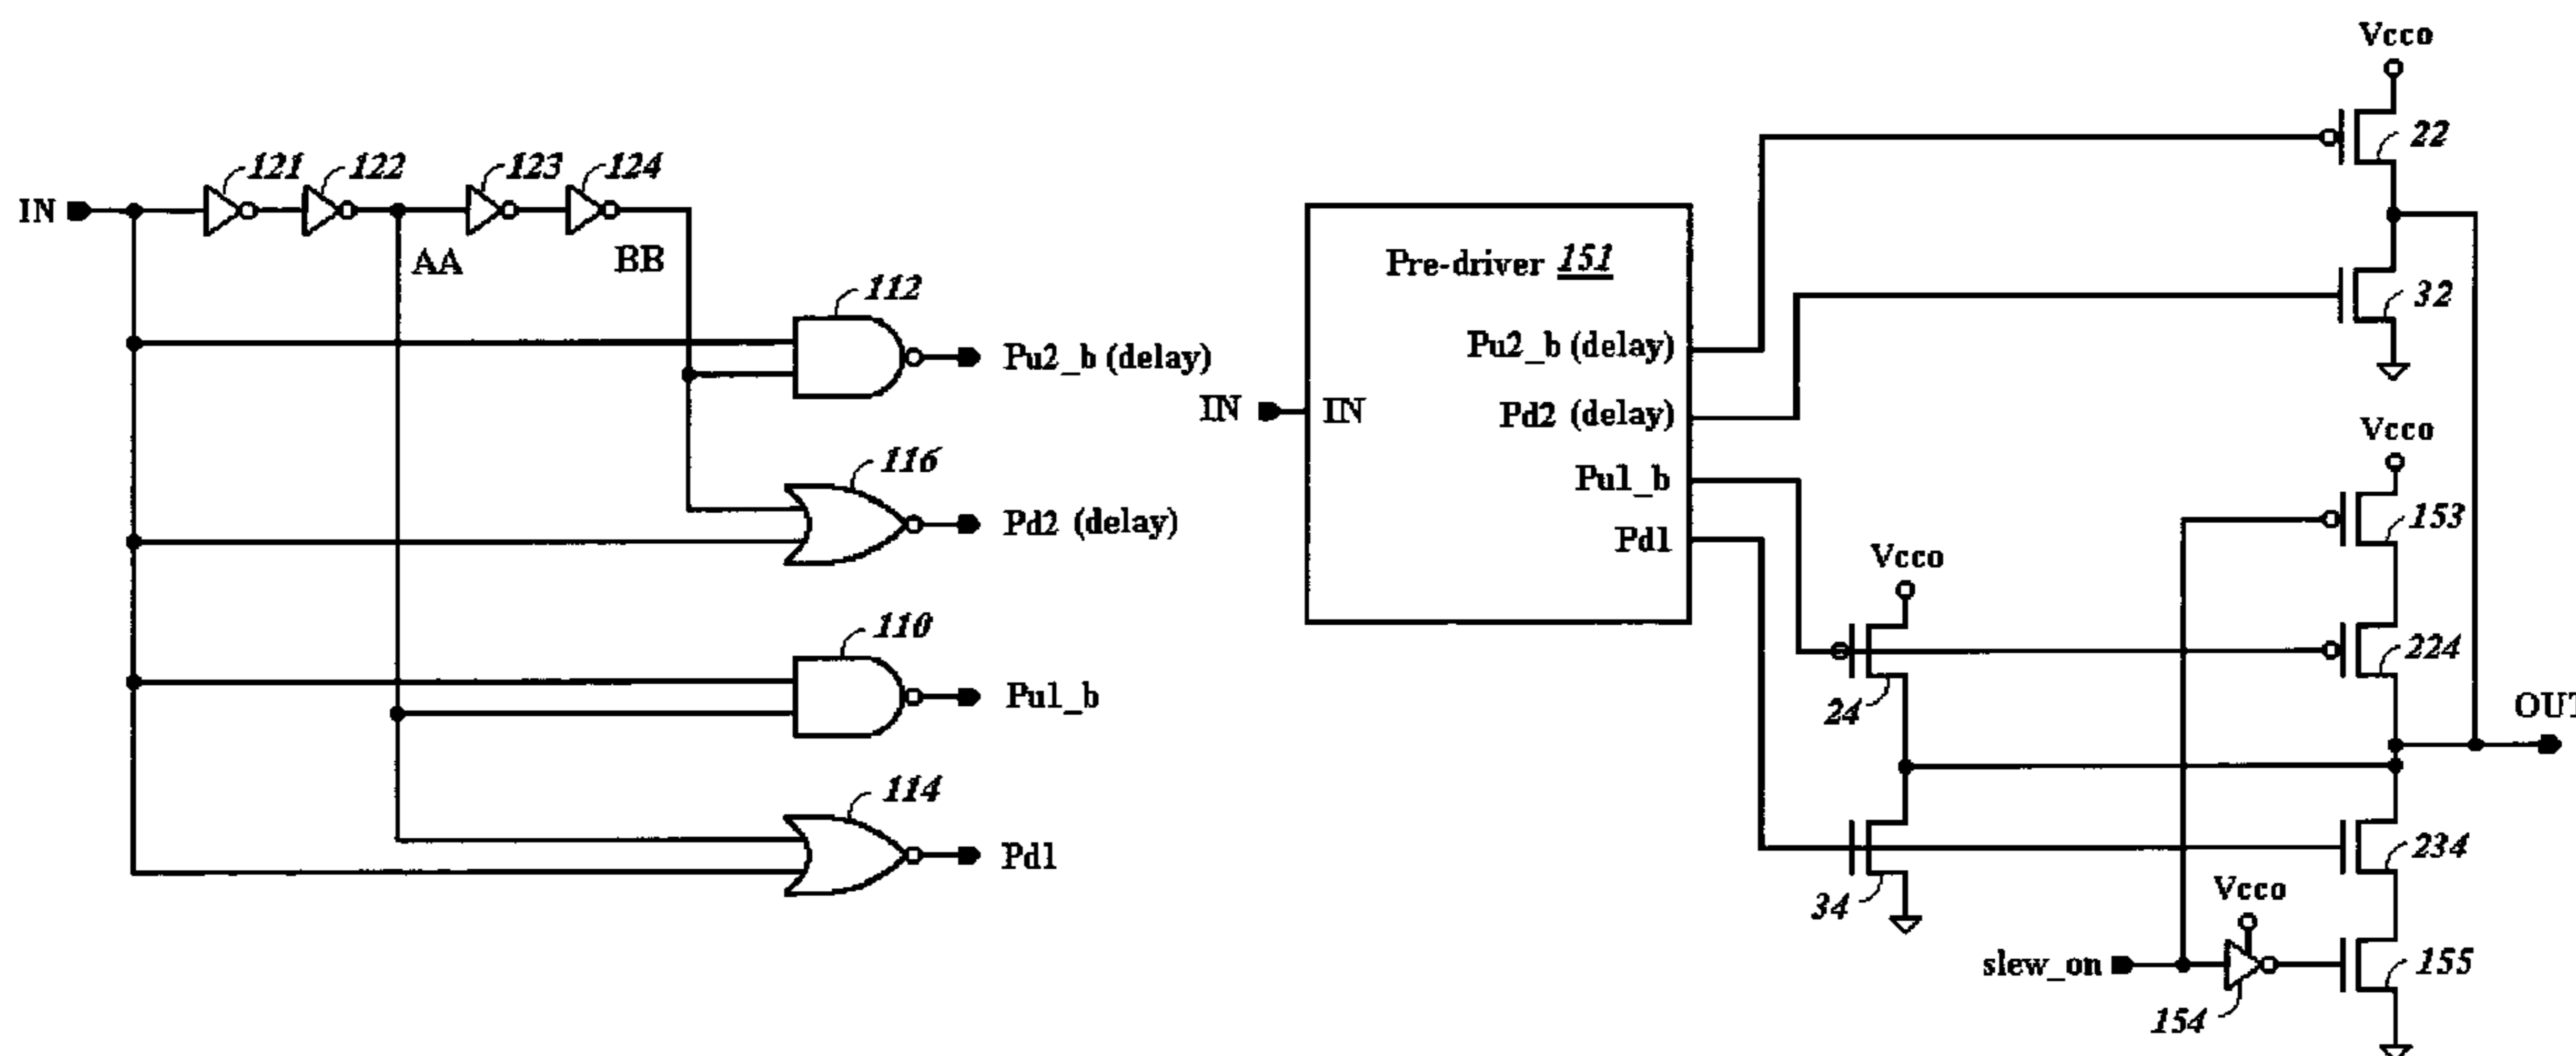 IN
121
122
123
124
AA
BB
112
Pu2_b (delay)
116
Pd2 (delay)
110
Pu1_b
114
Pd1
IN
IN
Pre-driver 151
Pu2_b (delay)
Pd2 (delay)
Pu1_b
Pd1
Vcco
22
32
Vcco
153
Vcco
224
24
OUT
234
34
Vcco
slew_on
155
154